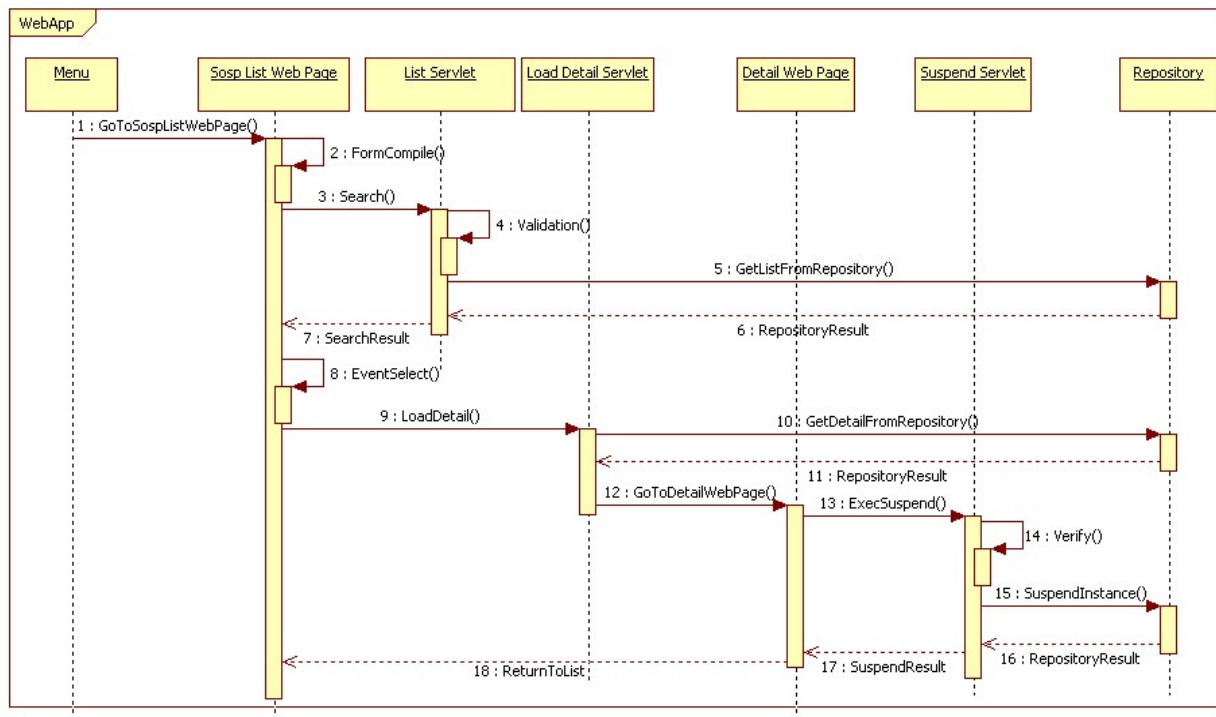 WebApp
Menu
Sosp List Web Page
List Servlet
Load Detail Servlet
Detail Web Page
Suspend Servlet
Repository
1 : GoToSospListWebPage()
2 : FormCompile()
3 : Search()
4 : Validation()
5 : GetListFromRepository()
6 : RepositoryResult
7 : SearchResult
8 : EventSelect()
9 : LoadDetail()
10 : GetDetailFromRepository()
11 : RepositoryResult
12 : GoToDetailWebPage()
13 : ExecSuspend()
14 : Verify()
15 : SuspendInstance()
16 : RepositoryResult
17 : SuspendResult
18 : ReturnToList